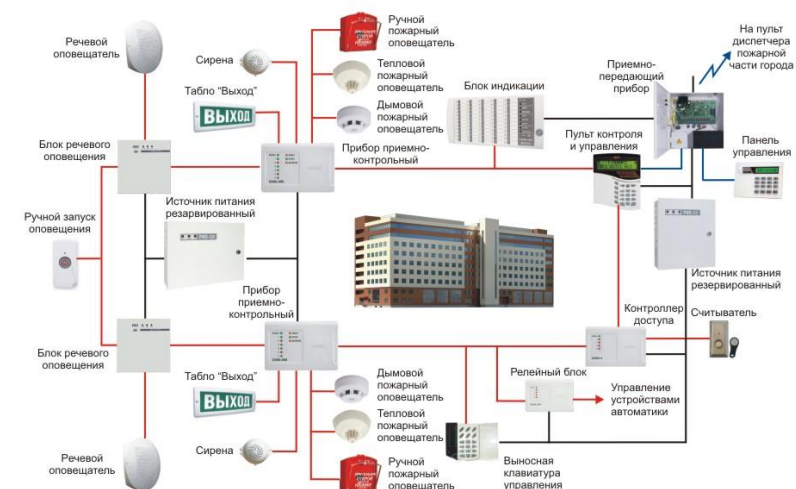 Речевой
оповещатель
Сирена
Табло "Выход"
ВЫХОД
Ручной
пожарный
оповещатель
Тепловой
пожарный
оповещатель
Дымовой
пожарный
оповещатель
Блок индикации
Приемно-
передающий
прибор
На пульт
диспетчера
пожарной
части города
Блок речевого
оповещения
Прибор приемно-
контрольный
Пульт контроля
и управления
Панель
управления
Ручной запуск
оповещения
Источник питания
резарвированный
Источник питания
резервированный
Прибор
приемно-
контрольный
Контроллер
доступа
Считыватель
Блок речевого
оповещения
Табло "Выход"
ВЫХОД
Дымовой
пожарный
оповещатель
Релейный блок
Управление
устройствами
автоматики
Тепловой
пожарный
оповещатель
Сирена
Речевой
оповещатель
Ручной
пожарный
оповещатель
Выносная
клавиатура
управления